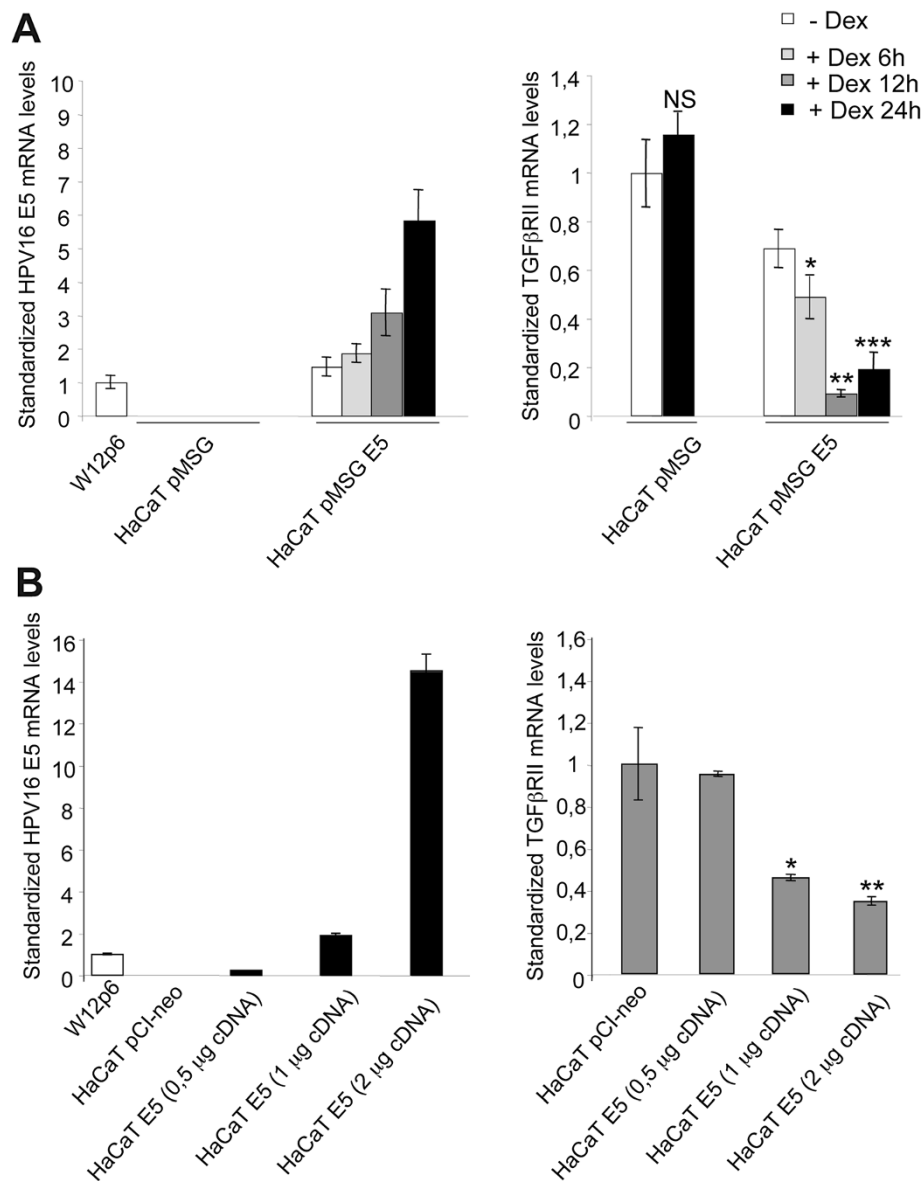 A
- Dex
+ Dex 6h
+ Dex 12h
+ Dex 24h
Standardized HPV16 E5 mRNA levels
10
9
8
7
6
5
4
3
2
1
0
W12p6
HaCaT pMSG
HaCaT pMSG E5
Standardized TGFβRII mRNA levels
1,4
1,2
1
0,8
0,6
0,4
0,2
0
NS
*
**
***
HaCaT pMSG
HaCaT pMSG E5
B
Standardized HPV16 E5 mRNA levels
16
14
12
10
8
6
4
2
0
W12p6
HaCaT pCI-neo
HaCaT E5 (0,5 µg cDNA)
HaCaT E5 (1 µg cDNA)
HaCaT E5 (2 µg cDNA)
Standardized TGFβRII mRNA levels
1,6
1,4
1,2
1
0,8
0,6
0,4
0,2
0
*
**
HaCaT pCI-neo
HaCaT E5 (0,5 µg cDNA)
HaCaT E5 (1 µg cDNA)
HaCaT E5 (2 µg cDNA)